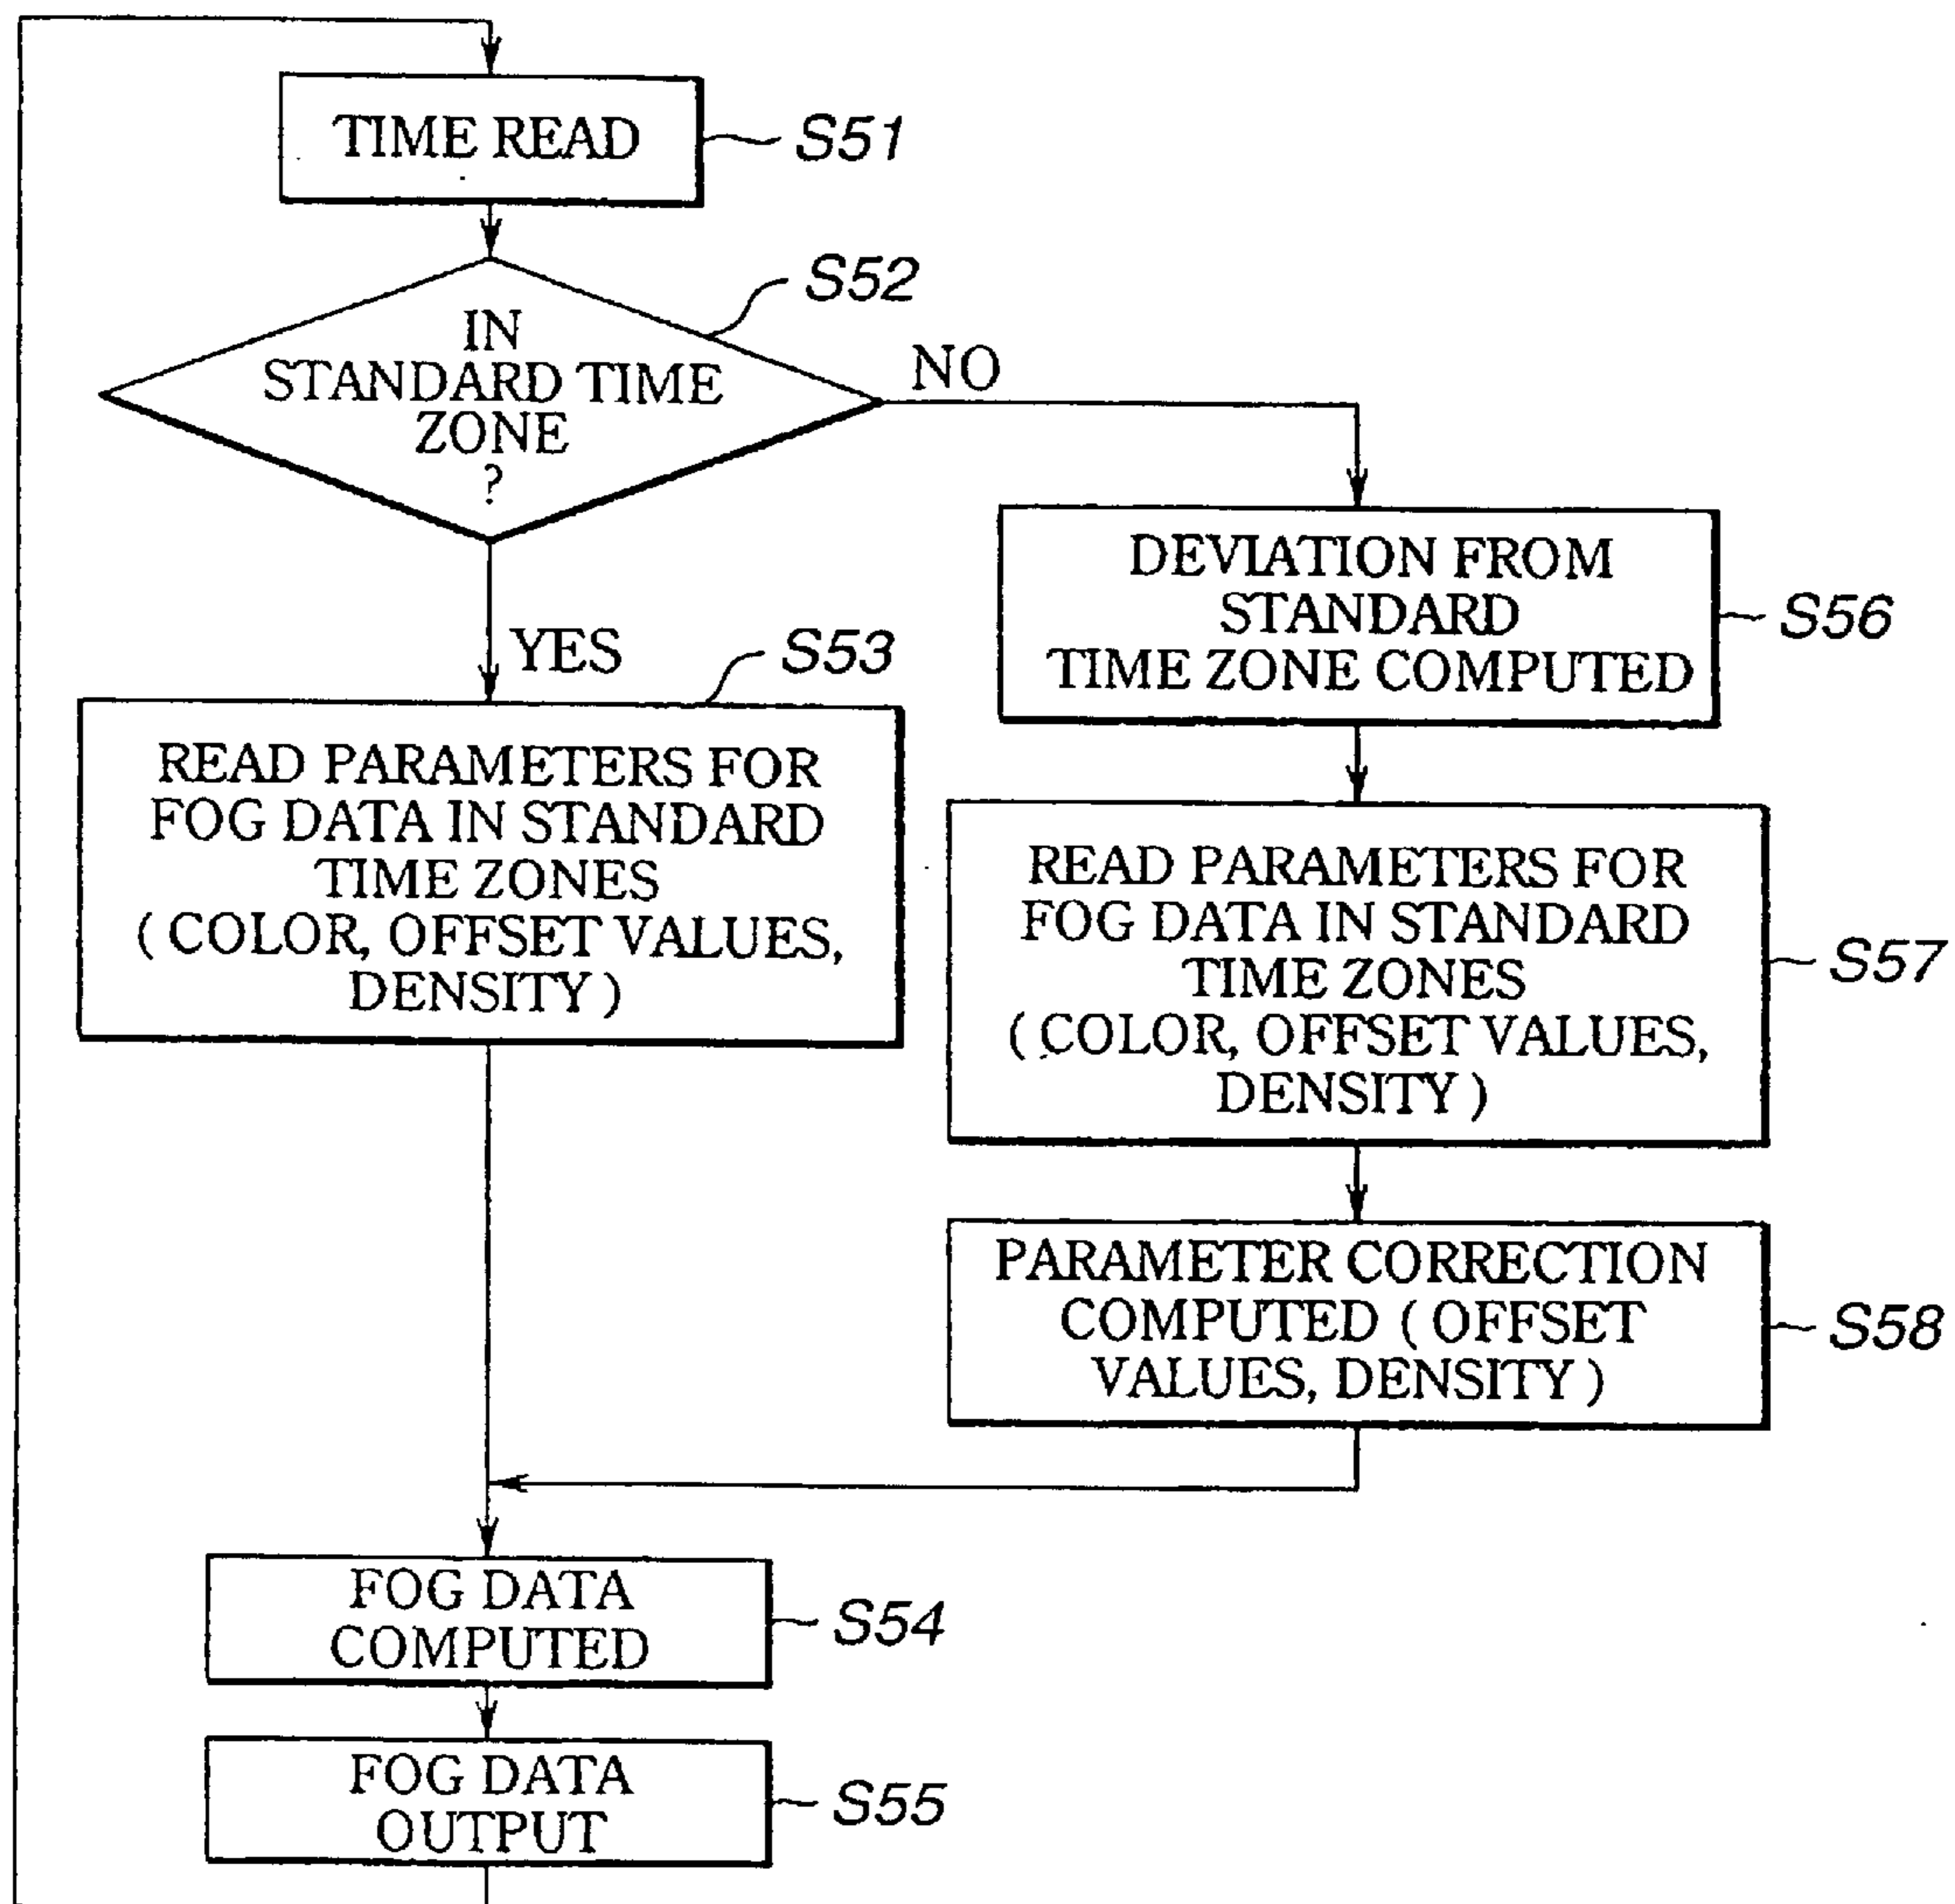 TIME READ
S51
S52
IN
STANDARD TIME
ZONE
?
NO
YES
S53
READ PARAMETERS FOR
FOG DATA IN STANDARD
TIME ZONES
( COLOR, OFFSET VALUES,
DENSITY )
DEVIATION FROM
STANDARD
TIME ZONE COMPUTED
S56
READ PARAMETERS FOR
FOG DATA IN STANDARD
TIME ZONES
( COLOR, OFFSET VALUES,
DENSITY )
S57
PARAMETER CORRECTION
COMPUTED ( OFFSET
VALUES, DENSITY )
S58
FOG DATA
COMPUTED
S54
FOG DATA
OUTPUT
S55